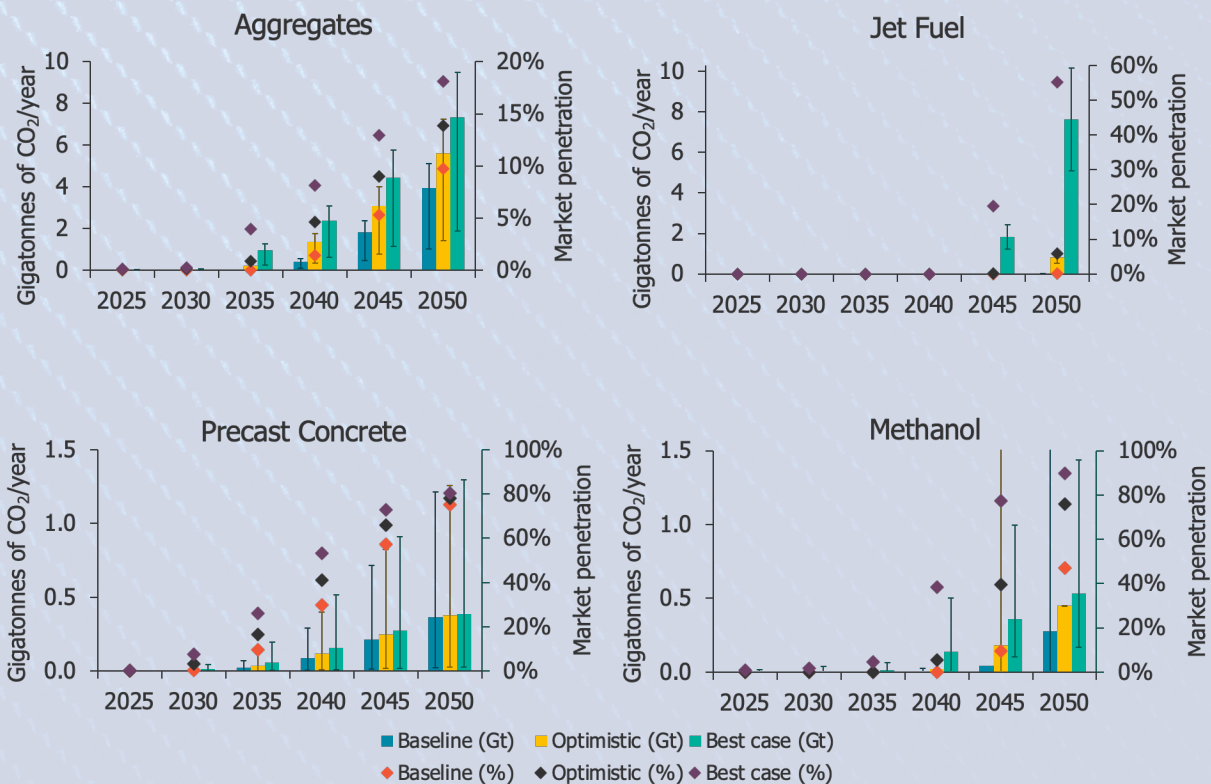 Aggregates
Gigatonnes of CO₂/year
10
8
6
4
2
0
20%
15%
10%
5%
0%
Market penetration
2025 2030 2035 2040 2045 2050
Jet Fuel
Gigatonnes of CO₂/year
10
8
6
4
2
0
60%
50%
40%
30%
20%
10%
0%
Market penetration
2025 2030 2035 2040 2045 2050
Precast Concrete
Gigatonnes of CO₂/year
1.5
1.0
0.5
0.0
100%
80%
60%
40%
20%
0%
Market penetration
2025 2030 2035 2040 2045 2050
Methanol
Gigatonnes of CO₂/year
1.5
1.0
0.5
0.0
100%
80%
60%
40%
20%
0%
Market penetration
2025 2030 2035 2040 2045 2050
Baseline (Gt) Optimistic (Gt) Best case (Gt)
Baseline (%) Optimistic (%) Best case (%)